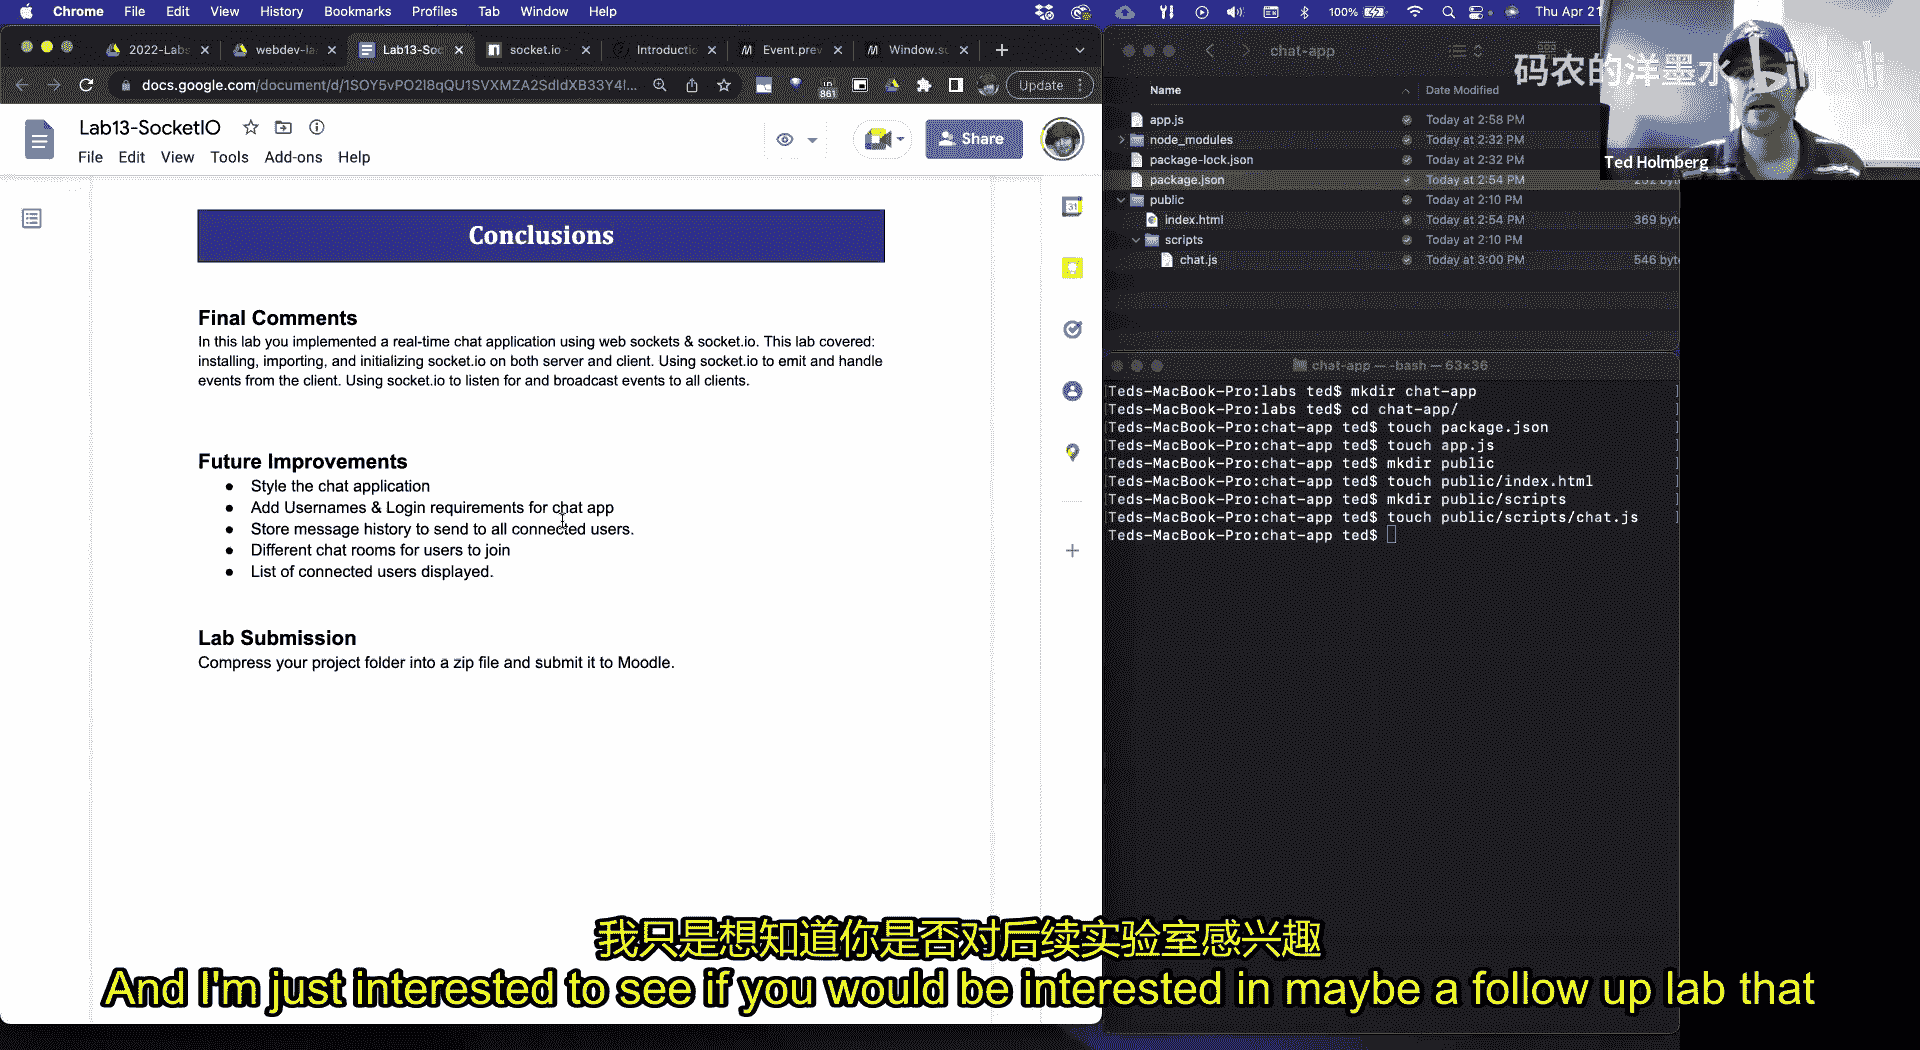 Chrome File Edit View History Bookmarks Profiles Tab Window Help
100% Thu Apr 21
2022-Labs
webdev-la
Lab13-Soc
socket.io -
Introductio
Event.prev
Window.su
docs.google.com/document/d/1SOY5vPO2l8qQU1SVXMZA2SdldXB33Y4l...
861
Update
Lab13-SocketIO
File Edit View Tools Add-ons Help
Share
31
Conclusions
Final Comments
In this lab you implemented a real-time chat application using web sockets & socket.io. This lab covered:
installing, importing, and initializing socket.io on both server and client. Using socket.io to emit and handle
events from the client. Using socket.io to listen for and broadcast events to all clients.
Future Improvements
● Style the chat application
● Add Usernames & Login requirements for chat app
● Store message history to send to all connected users.
● Different chat rooms for users to join
● List of connected users displayed.
Lab Submission
Compress your project folder into a zip file and submit it to Moodle.
chat-app
Name Date Modified
app.js Today at 2:58 PM
node_modules Today at 2:32 PM
package-lock.json Today at 2:32 PM
package.json Today at 2:54 PM
public Today at 2:10 PM
index.html Today at 2:54 PM 369 byt
scripts Today at 2:10 PM
chat.js Today at 3:00 PM 546 byt
码农的洋墨水
bilibili
Ted Holmberg
chat-app — -bash — 63×36
Teds-MacBook-Pro:labs ted$ mkdir chat-app
Teds-MacBook-Pro:labs ted$ cd chat-app/
Teds-MacBook-Pro:chat-app ted$ touch package.json
Teds-MacBook-Pro:chat-app ted$ touch app.js
Teds-MacBook-Pro:chat-app ted$ mkdir public
Teds-MacBook-Pro:chat-app ted$ touch public/index.html
Teds-MacBook-Pro:chat-app ted$ mkdir public/scripts
Teds-MacBook-Pro:chat-app ted$ touch public/scripts/chat.js
Teds-MacBook-Pro:chat-app ted$
我只是想知道你是否对后续实验室感兴趣
And I'm just interested to see if you would be interested in maybe a follow up lab that